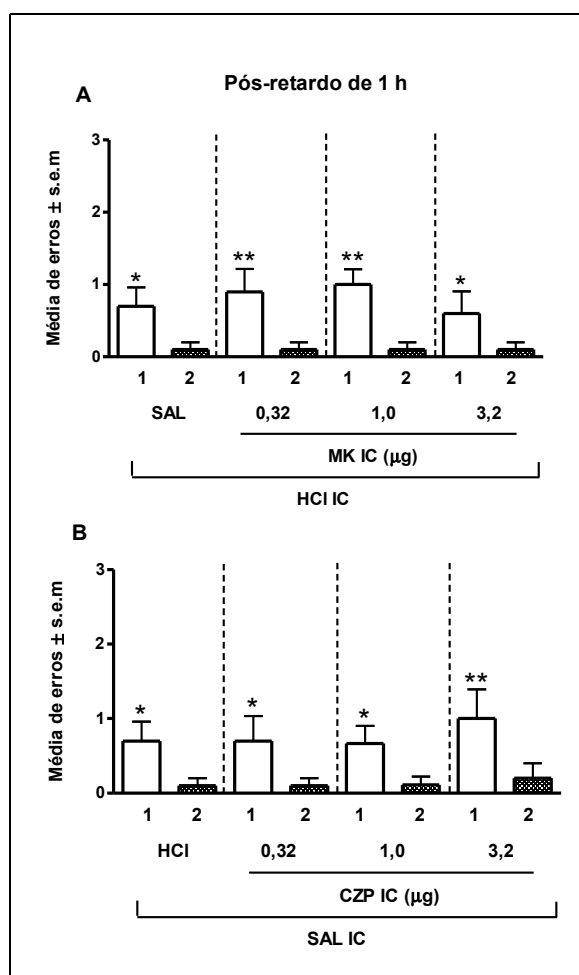 Pós-retardo de 1 h
A
Média de erros ± s.e.m
3
2
1
0
* ** ** *
1 2 1 2 1 2 1 2
SAL 0,32 1,0 3,2
MK IC (µg)
HCl IC
B
Média de erros ± s.e.m
3
2
1
0
* * * **
1 2 1 2 1 2 1 2
HCl 0,32 1,0 3,2
CZP IC (µg)
SAL IC